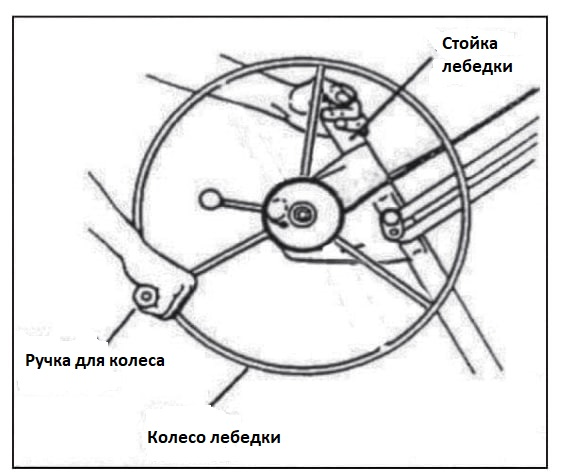 Стойка
лебедки
Ручка для колеса
Колесо лебедки